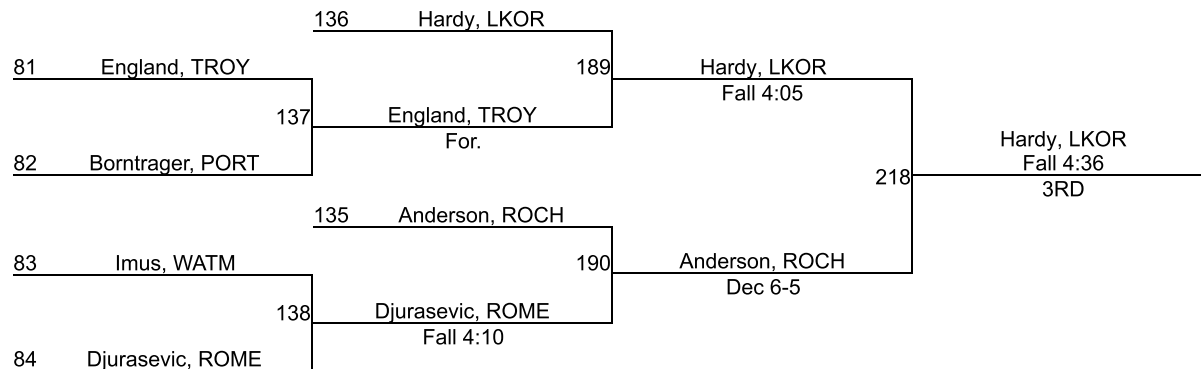 136 Hardy, LKOR
81 England, TROY
189 Hardy, LKOR
Fall 4:05
137 England, TROY
For.
Hardy, LKOR
82 Borntrager, PORT
Fall 4:36
218
3RD
135 Anderson, ROCH
83 Imus, WATM
190 Anderson, ROCH
Dec 6-5
138 Djurasevic, ROME
Fall 4:10
84 Djurasevic, ROME